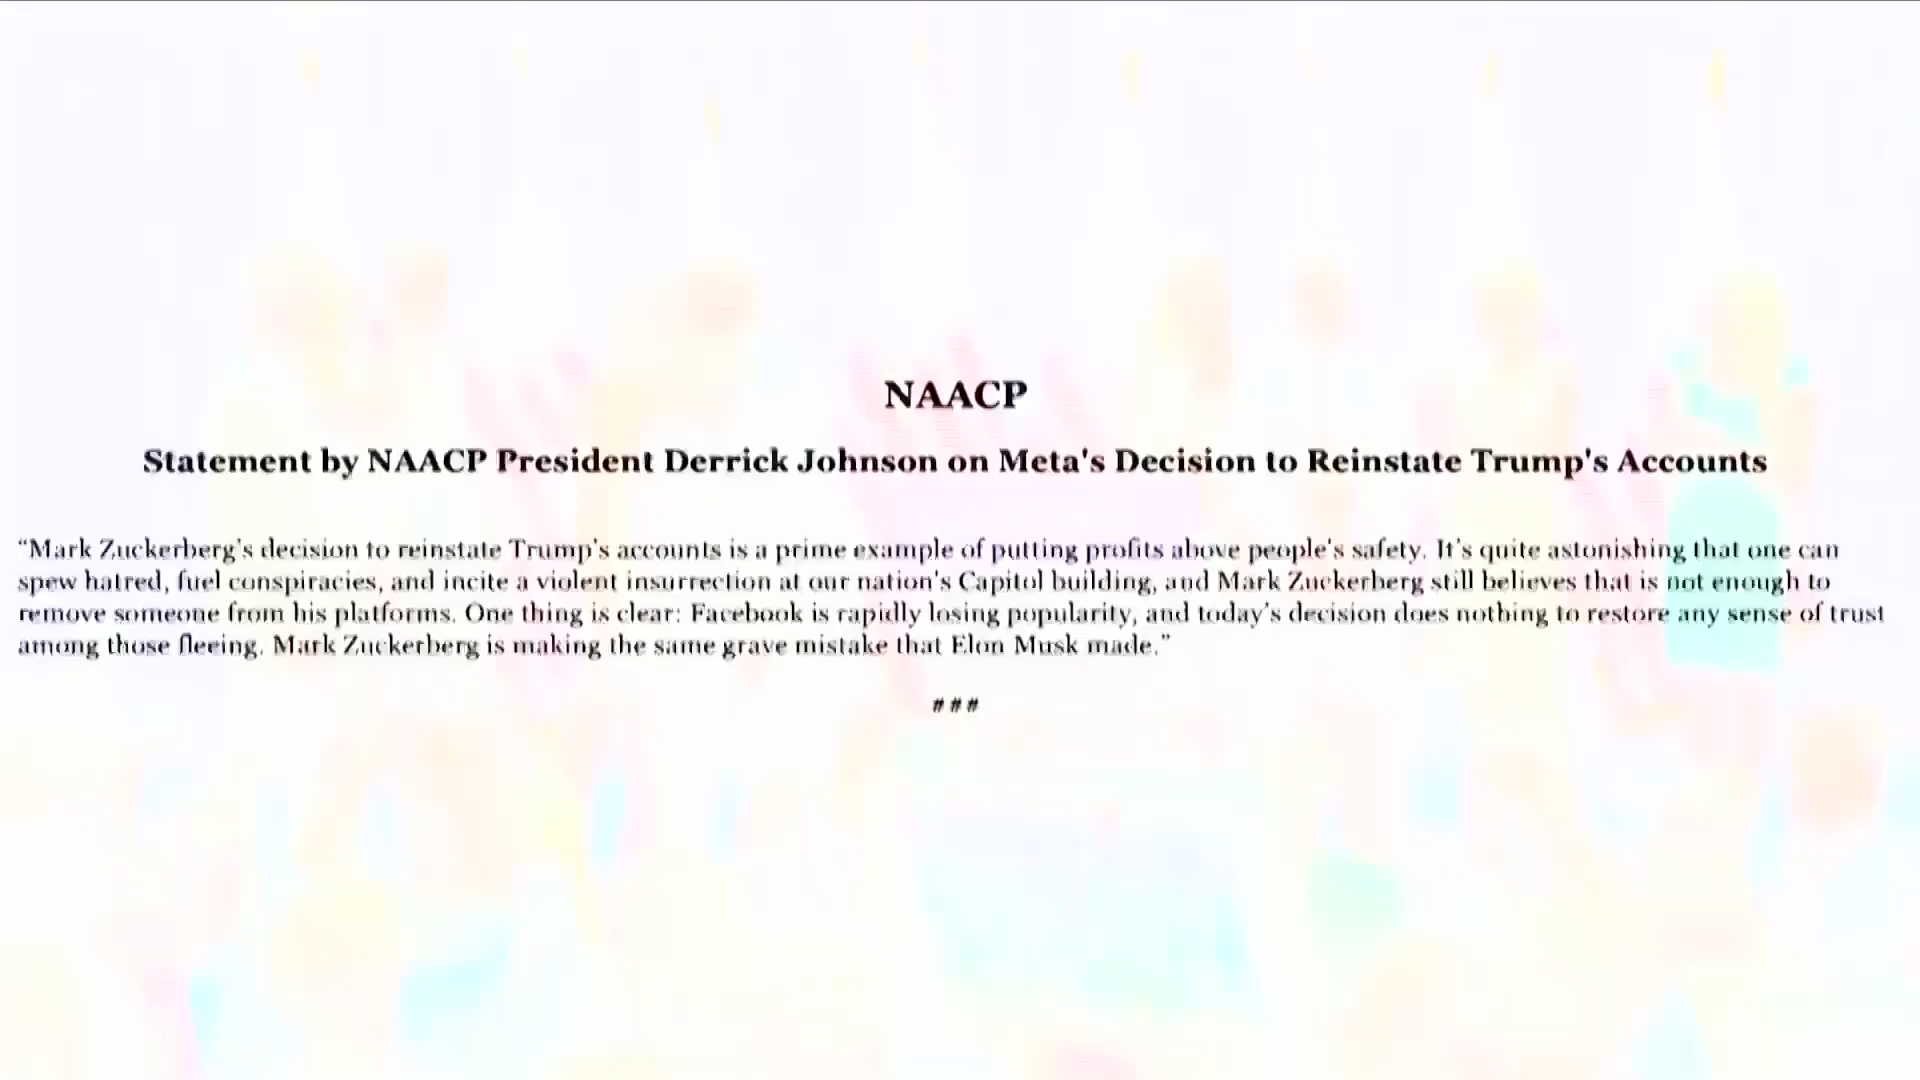 NAACP
Statement by NAACP President Derrick Johnson on Meta's Decision to Reinstate Trump's Accounts
“Mark Zuckerberg’s decision to reinstate Trump’s accounts is a prime example of putting profits above people’s safety. It’s quite astonishing that one can
spew hatred, fuel conspiracies, and incite a violent insurrection at our nation’s Capitol building, and Mark Zuckerberg still believes that is not enough to
remove someone from his platforms. One thing is clear: Facebook is rapidly losing popularity, and today’s decision does nothing to restore any sense of trust
among those fleeing. Mark Zuckerberg is making the same grave mistake that Elon Musk made.”
# # #